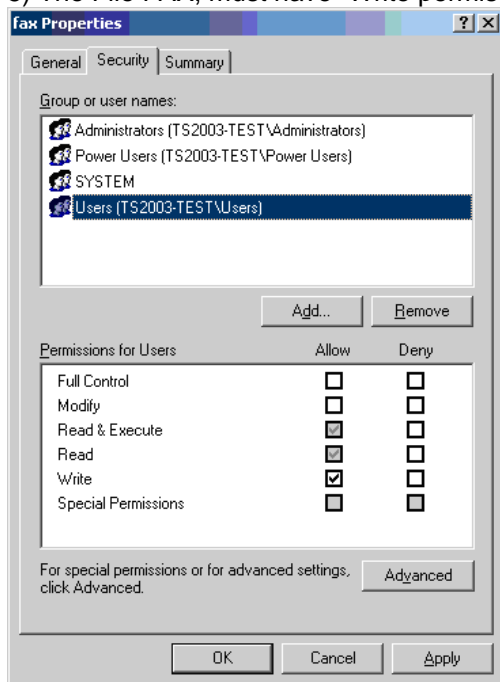 fax Properties
General Security Summary
Group or user names:
Administrators (TS2003-TEST\Administrators)
Power Users (TS2003-TEST\Power Users)
SYSTEM
Users (TS2003-TEST\Users)
Add... Remove
Permissions for Users Allow Deny
Full Control
Modify
Read & Execute
Read
Write
Special Permissions
For special permissions or for advanced settings, click Advanced.
Advanced
OK Cancel Apply